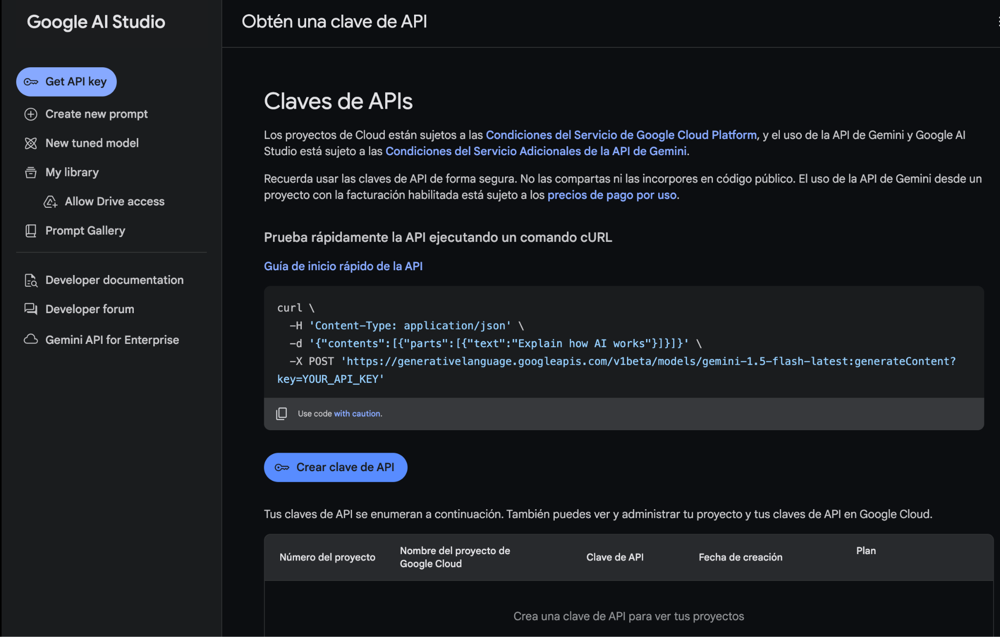 Google AI Studio
Get API key
Create new prompt
New tuned model
My library
Allow Drive access
Prompt Gallery
Developer documentation
Developer forum
Gemini API for Enterprise
Obtén una clave de API
Claves de APIs
Los proyectos de Cloud están sujetos a las Condiciones del Servicio de Google Cloud Platform, y el uso de la API de Gemini y Google AI
Studio está sujeto a las Condiciones del Servicio Adicionales de la API de Gemini.
Recuerda usar las claves de API de forma segura. No las compartas ni las incorpores en código público. El uso de la API de Gemini desde un
proyecto con la facturación habilitada está sujeto a los precios de pago por uso.
Prueba rápidamente la API ejecutando un comando cURL
Guía de inicio rápido de la API
curl \
  -H 'Content-Type: application/json' \
  -d '{"contents":[{"parts":[{"text":"Explain how AI works"}]}]}' \
  -X POST 'https://generativelanguage.googleapis.com/v1beta/models/gemini-1.5-flash-latest:generateContent?
key=YOUR_API_KEY'
Use code with caution.
Crear clave de API
Tus claves de API se enumeran a continuación. También puedes ver y administrar tu proyecto y tus claves de API en Google Cloud.
Número del proyecto
Nombre del proyecto de
Google Cloud
Clave de API
Fecha de creación
Plan
Crea una clave de API para ver tus proyectos